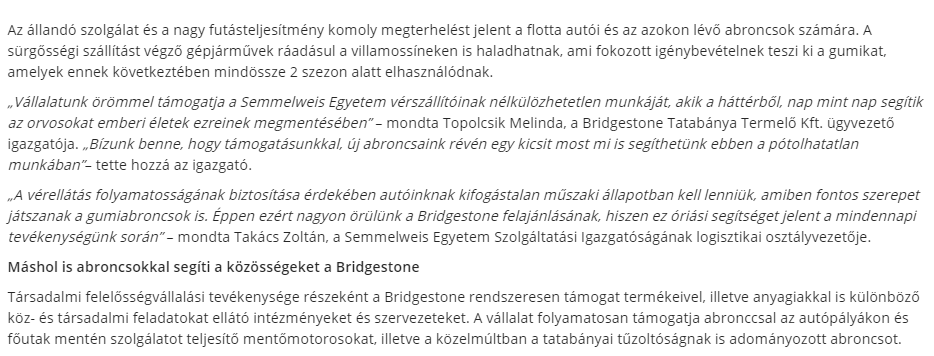 Az állandó szolgálat és a nagy futásteljesítmény komoly megterhelést jelent a flotta autói és az azokon lévő abroncsok számára. A
sürgősségi szállítást végző gépjárművek ráadásul a villamossíneken is haladhatnak, ami fokozott igénybevételnek teszi ki a gumikat,
amelyek ennek következtében mindössze 2 szezon alatt elhasználódnak.
„Vállalatunk örömmel támogatja a Semmelweis Egyetem vérszállítóinak nélkülözhetetlen munkáját, akik a háttérből, nap mint nap segítik
az orvosokat emberi életek ezreinek megmentésében” – mondta Topolcsik Melinda, a Bridgestone Tatabánya Termelő Kft. ügyvezető
igazgatója. „Bízunk benne, hogy támogatásunkkal, új abroncsaink révén egy kicsit most mi is segíthetünk ebben a pótolhatatlan
munkában”– tette hozzá az igazgató.
„A vérellátás folyamatosságának biztosítása érdekében autóinknak kifogástalan műszaki állapotban kell lenniük, amiben fontos szerepet
játszanak a gumiabroncsok is. Éppen ezért nagyon örülünk a Bridgestone felajánlásának, hiszen ez óriási segítséget jelent a mindennapi
tevékenységünk során” – mondta Takács Zoltán, a Semmelweis Egyetem Szolgáltatási Igazgatóságának logisztikai osztályvezetője.
Máshol is abroncsokkal segíti a közösségeket a Bridgestone
Társadalmi felelősségvállalási tevékenysége részeként a Bridgestone rendszeresen támogat termékeivel, illetve anyagiakkal is különböző
köz- és társadalmi feladatokat ellátó intézményeket és szervezeteket. A vállalat folyamatosan támogatja abronccsal az autópályákon és
főutak mentén szolgálatot teljesítő mentőmotorosokat, illetve a közelmúltban a tatabányai tűzoltóságnak is adományozott abroncsot.